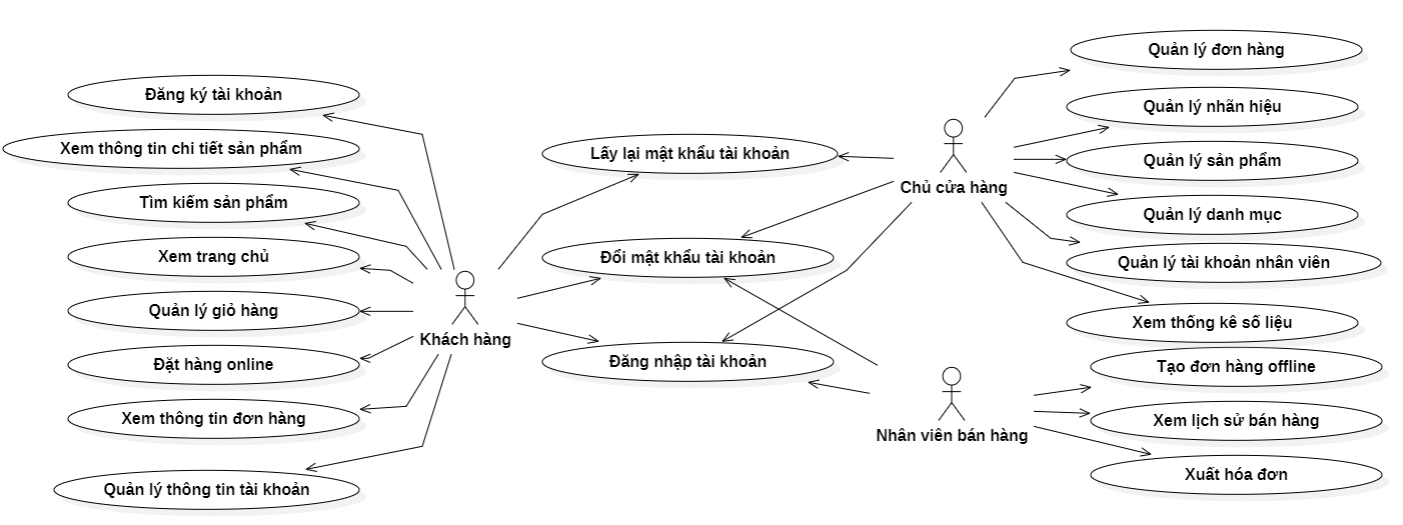 Đăng ký tài khoản
Xem thông tin chi tiết sản phẩm
Tìm kiếm sản phẩm
Xem trang chủ
Quản lý giỏ hàng
Đặt hàng online
Xem thông tin đơn hàng
Quản lý thông tin tài khoản
Khách hàng
Lấy lại mật khẩu tài khoản
Đổi mật khẩu tài khoản
Đăng nhập tài khoản
Chủ cửa hàng
Nhân viên bán hàng
Quản lý đơn hàng
Quản lý nhãn hiệu
Quản lý sản phẩm
Quản lý danh mục
Quản lý tài khoản nhân viên
Xem thống kê số liệu
Tạo đơn hàng offline
Xem lịch sử bán hàng
Xuất hóa đơn